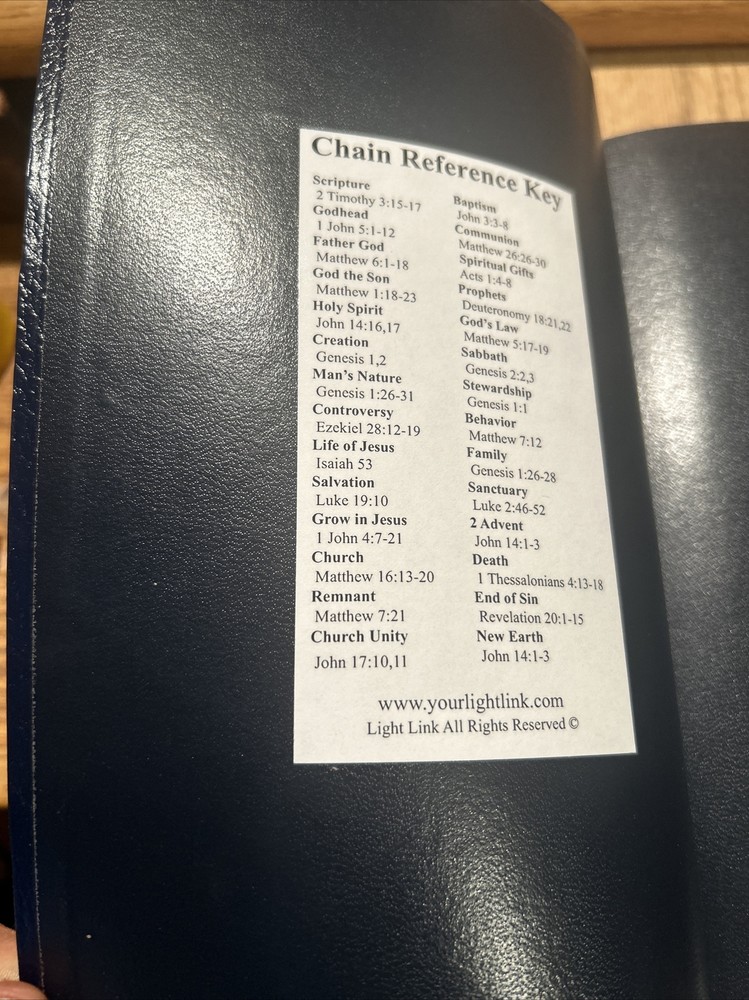 Chain Reference Key
Scripture
2 Timothy 3:15-17
Godhead
1 John 5:1-12
Father God
Matthew 6:1-18
God the Son
Matthew 1:18-23
Holy Spirit
John 14:16,17
Creation
Genesis 1,2
Man's Nature
Genesis 1:26-31
Controversy
Ezekiel 28:12-19
Life of Jesus
Isaiah 53
Salvation
Luke 19:10
Grow in Jesus
1 John 4:7-21
Church
Matthew 16:13-20
Remnant
Matthew 7:21
Church Unity
John 17:10,11
Baptism
John 3:3-8
Communion
Matthew 26:26-30
Spiritual Gifts
Acts 1:4-8
Prophets
Deuteronomy 18:21,22
God's Law
Matthew 5:17-19
Sabbath
Genesis 2:2,3
Stewardship
Genesis 1:1
Behavior
Matthew 7:12
Family
Genesis 1:26-28
Sanctuary
Luke 2:46-52
2 Advent
John 14:1-3
Death
1 Thessalonians 4:13-18
End of Sin
Revelation 20:1-15
New Earth
John 14:1-3
www.yourlightlink.com
Light Link All Rights Reserved ©